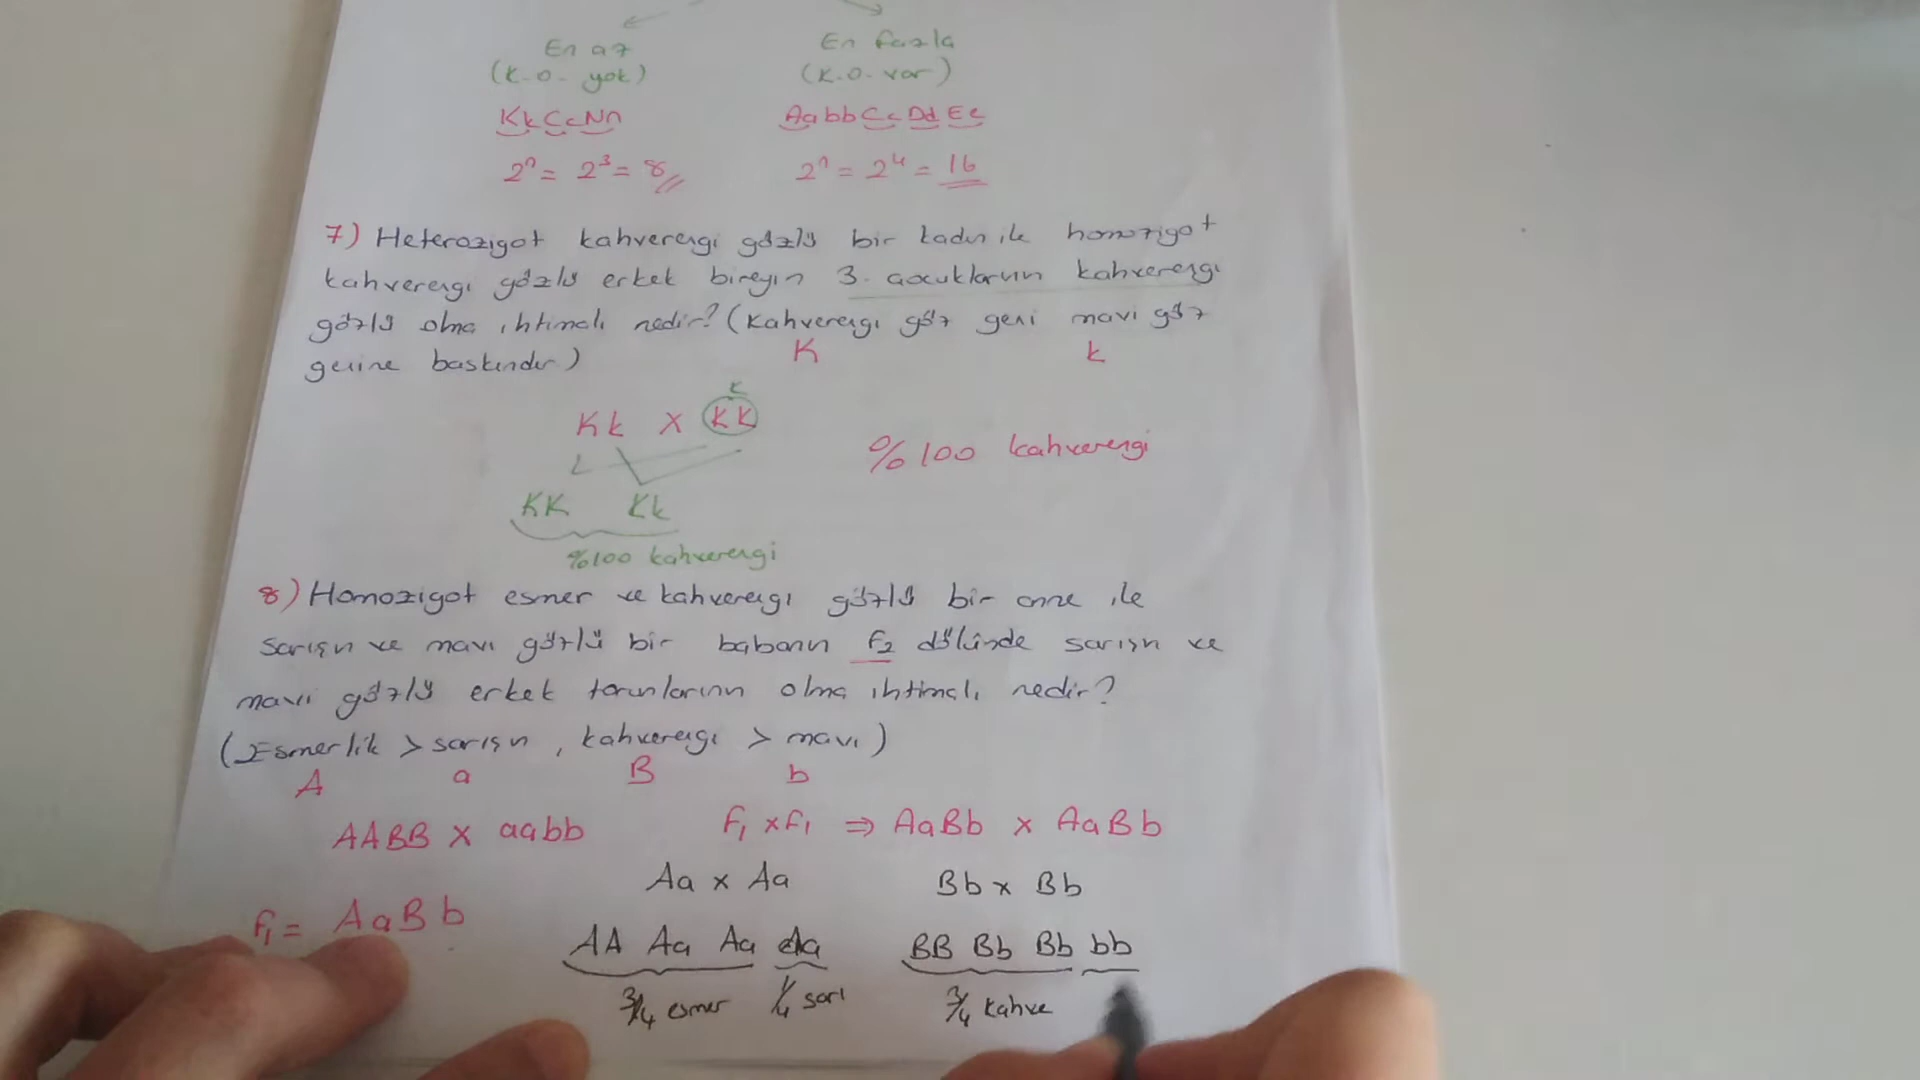 En az
(K.O. yok)
En fazla
(K.O. var)
KkCcNn
AabbCcDdEe
2ⁿ = 2³ = 8
2ⁿ = 2⁴ = 16
7) Heterozigot kahverengi gözlü bir kadın ile homozigot
kahverengi gözlü erkek bireyin 3. çocuklarının kahverengi
gözlü olma ihtimali nedir? (Kahverengi göz geni mavi göz
genine baskındır)
K
k
K
Kk X KK
% 100 kahverengi
KK Kk
%100 kahverengi
8) Homozigot esmer ve kahverengi gözlü bir anne ile
sarışın ve mavi gözlü bir babanın F₂ dölünde sarışın ve
mavi gözlü erkek torunlarının olma ihtimali nedir?
(Esmerlik > sarışın, kahverengi > mavi)
A a B b
AABB X aabb
F₁ x F₁ ⇒ AaBb x AaBb
Aa x Aa
Bb x Bb
F₁ = AaBb
AA Aa Aa aa
BB Bb Bb bb
3/4 esmer 1/4 sarı
3/4 kahve